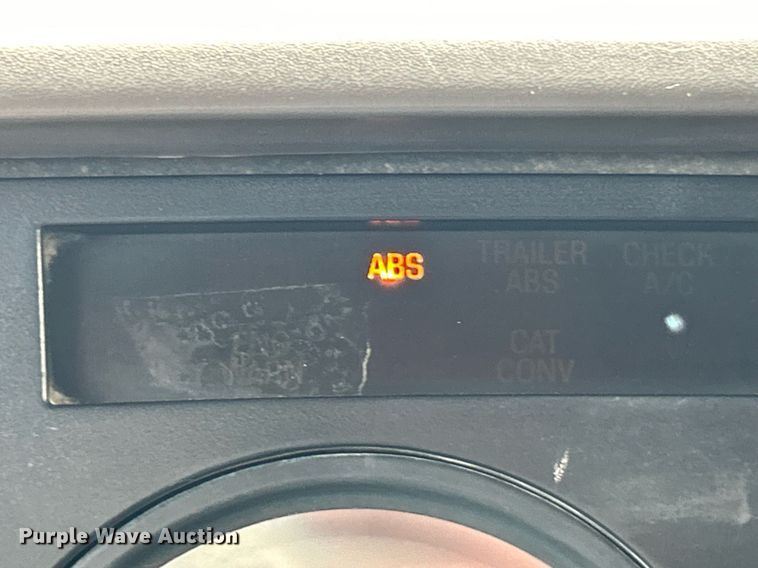 ABS
TRAILER
ABS
CHECK
A/C
CAT
CONV
Purple Wave Auction